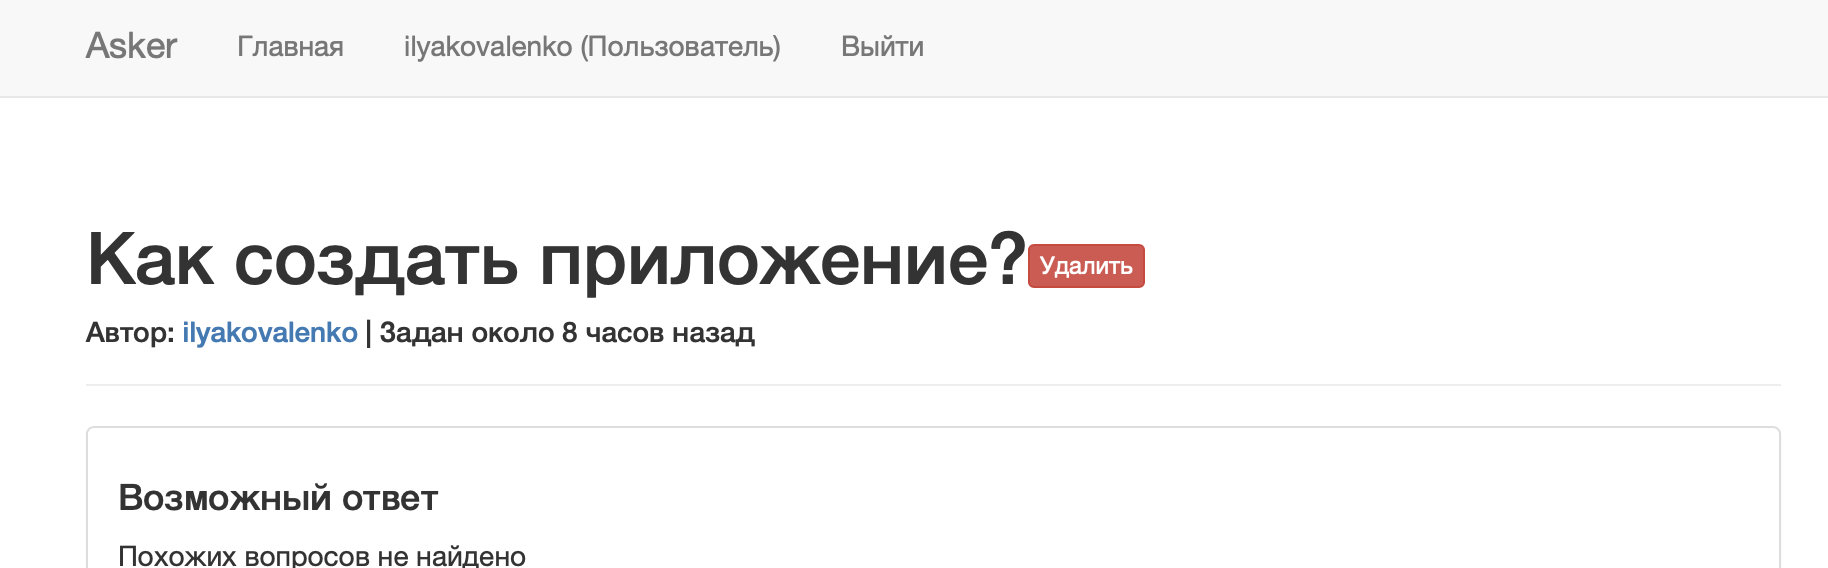 Asker Главная ilyakovalenko (Пользователь) Выйти
Как создать приложение? Удалить
Автор: ilyakovalenko | Задан около 8 часов назад
Возможный ответ
Похожих вопросов не найдено